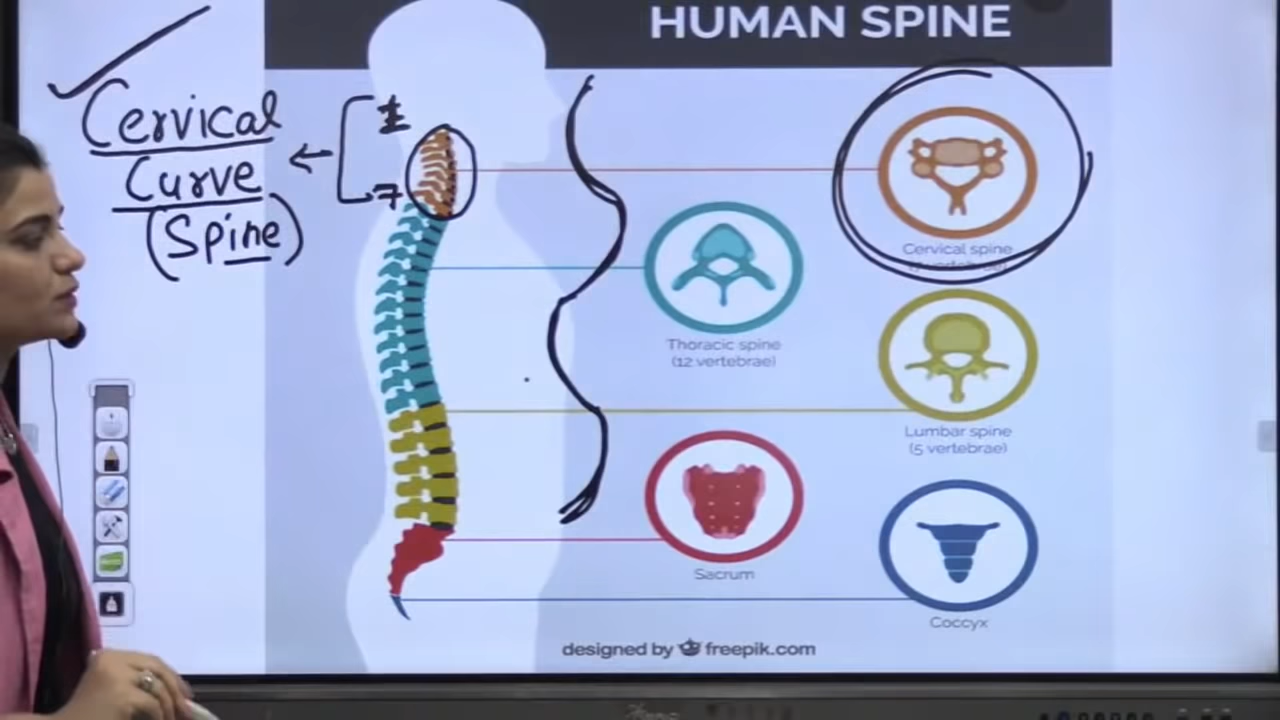 HUMAN SPINE
Cervical
Curve
(Spine)
1
7
Cervical spine
Thoracic spine
(12 vertebrae)
Lumbar spine
(5 vertebrae)
Sacrum
Coccyx
designed by freepik.com